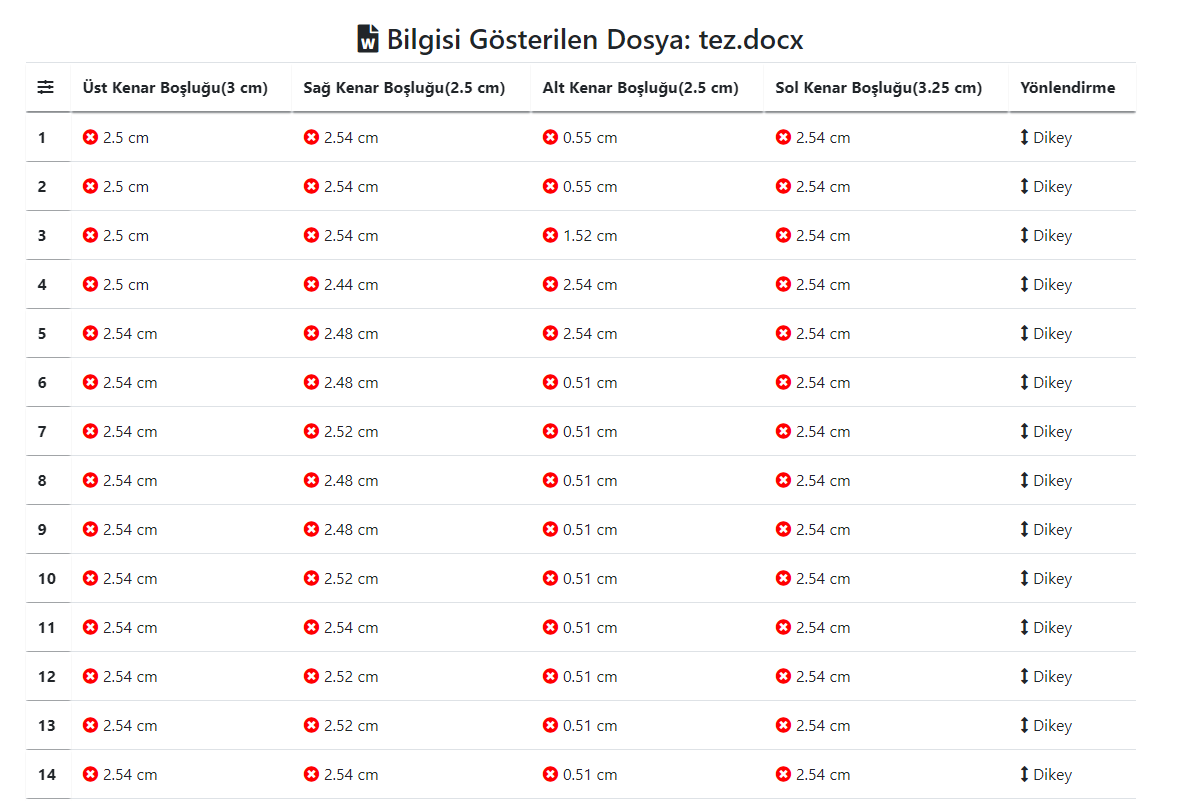 Bilgisi Gösterilen Dosya: tez.docx
Üst Kenar Boşluğu(3 cm) Sağ Kenar Boşluğu(2.5 cm) Alt Kenar Boşluğu(2.5 cm) Sol Kenar Boşluğu(3.25 cm) Yönlendirme
1 2.5 cm 2.54 cm 0.55 cm 2.54 cm Dikey
2 2.5 cm 2.54 cm 0.55 cm 2.54 cm Dikey
3 2.5 cm 2.54 cm 1.52 cm 2.54 cm Dikey
4 2.5 cm 2.44 cm 2.54 cm 2.54 cm Dikey
5 2.54 cm 2.48 cm 2.54 cm 2.54 cm Dikey
6 2.54 cm 2.48 cm 0.51 cm 2.54 cm Dikey
7 2.54 cm 2.52 cm 0.51 cm 2.54 cm Dikey
8 2.54 cm 2.48 cm 0.51 cm 2.54 cm Dikey
9 2.54 cm 2.48 cm 0.51 cm 2.54 cm Dikey
10 2.54 cm 2.52 cm 0.51 cm 2.54 cm Dikey
11 2.54 cm 2.54 cm 0.51 cm 2.54 cm Dikey
12 2.54 cm 2.52 cm 0.51 cm 2.54 cm Dikey
13 2.54 cm 2.52 cm 0.51 cm 2.54 cm Dikey
14 2.54 cm 2.54 cm 0.51 cm 2.54 cm Dikey